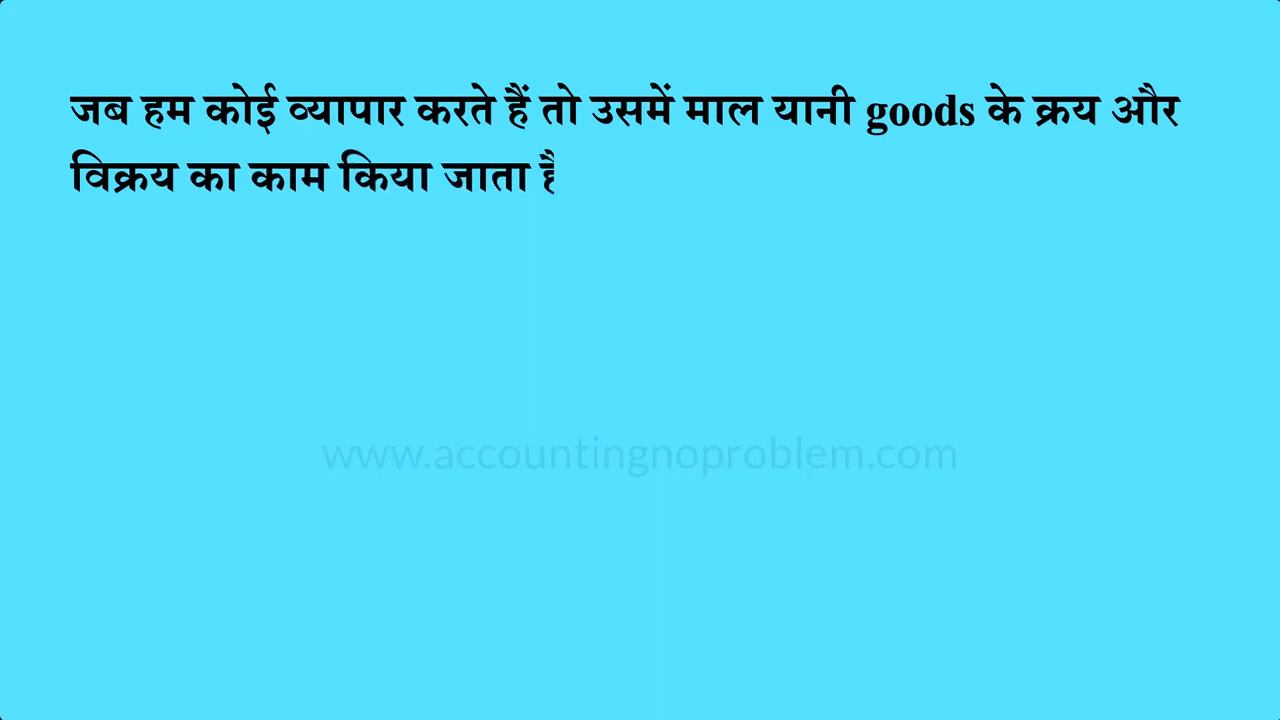 जब हम कोई व्यापार करते हैं तो उसमें माल यानी goods के क्रय और
विक्रय का काम किया जाता है
www.accountingnoproblem.com